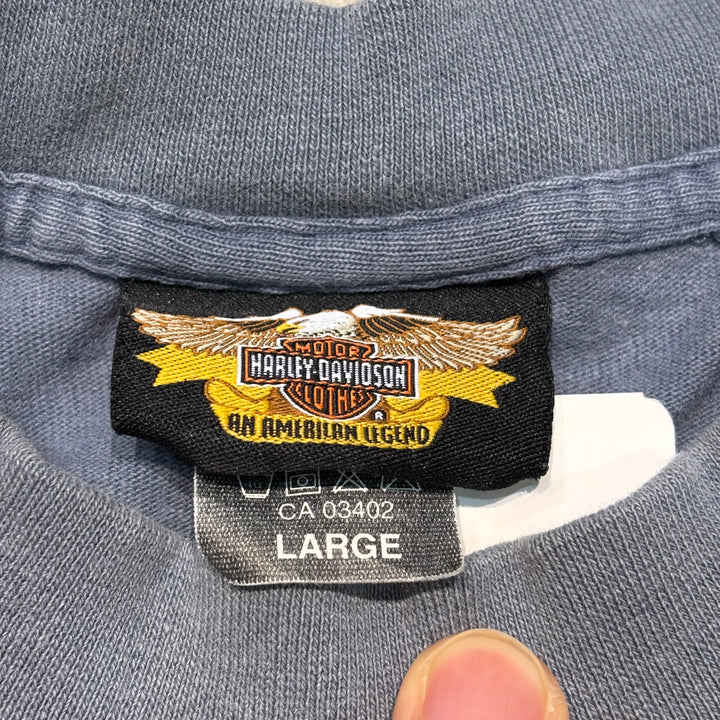 MOTOR
HARLEY-DAVIDSON
CLOTHES
®
AN AMERICAN LEGEND
CA 03402
LARGE